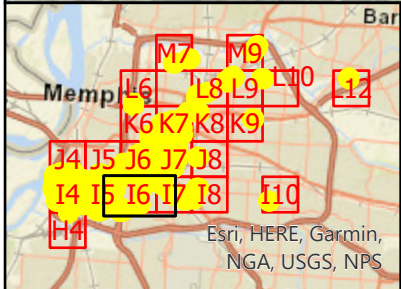 Bar
M7 M9
L6 L8 L9 L10 L12
Memphis
K6 K7 K8 K9
J4 J5 J6 J7 J8
I4 I5 I6 I7 I8 I10
H4
Esri, HERE, Garmin,
NGA, USGS, NPS